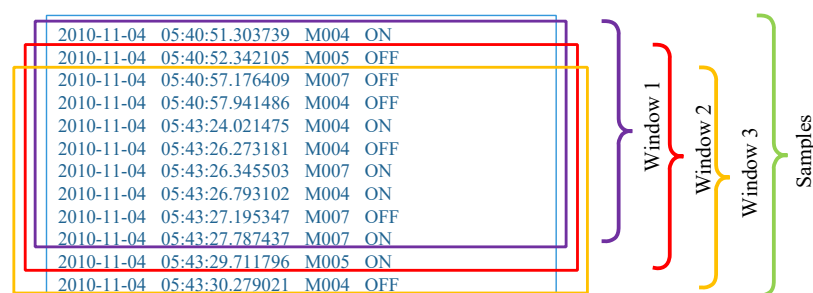 2010-11-04 05:40:51.303739 M004 ON
2010-11-04 05:40:52.342105 M005 OFF
2010-11-04 05:40:57.176409 M007 OFF
2010-11-04 05:40:57.941486 M004 OFF
2010-11-04 05:43:24.021475 M004 ON
2010-11-04 05:43:26.273181 M004 OFF
2010-11-04 05:43:26.345503 M007 ON
2010-11-04 05:43:26.793102 M004 ON
2010-11-04 05:43:27.195347 M007 OFF
2010-11-04 05:43:27.787437 M007 ON
2010-11-04 05:43:29.711796 M005 ON
2010-11-04 05:43:30.279021 M004 OFF
Window 1
Window 2
Window 3
Samples